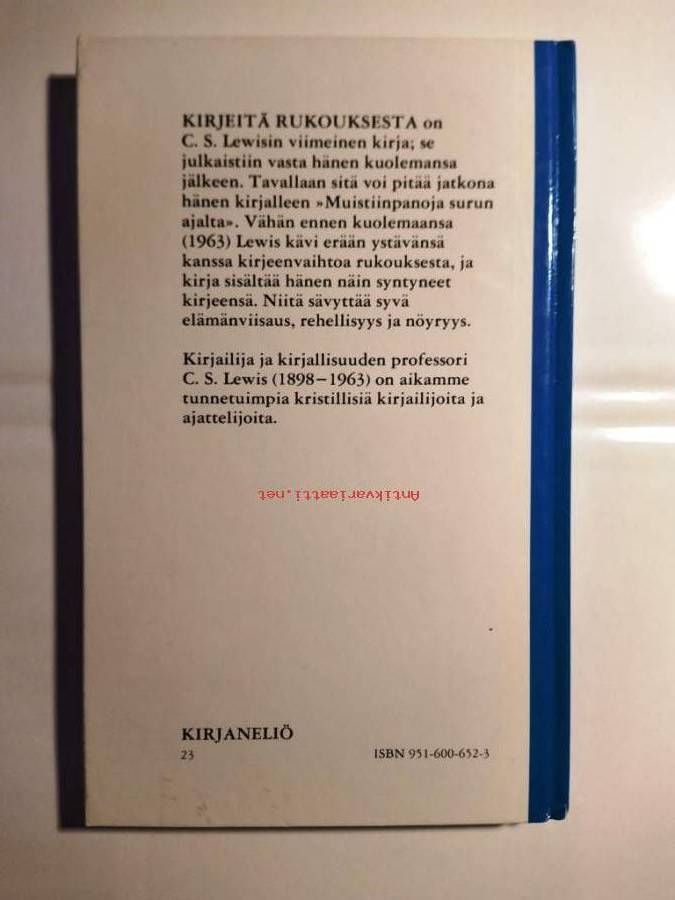 KIRJEITÄ RUKOUKSESTA on
C. S. Lewisin viimeinen kirja; se
julkaistiin vasta hänen kuolemansa
jälkeen. Tavallaan sitä voi pitää jatkona
hänen kirjalleen »Muistiinpanoja surun
ajalta». Vähän ennen kuolemaansa
(1963) Lewis kävi erään ystävänsä
kanssa kirjeenvaihtoa rukouksesta, ja
kirja sisältää hänen näin syntyneet
kirjeensä. Niitä sävyttää syvä
elämänviisaus, rehellisyys ja nöyryys.
Kirjailija ja kirjallisuuden professori
C. S. Lewis (1898–1963) on aikamme
tunnetuimpia kristillisiä kirjailijoita ja
ajattelijoita.
Antikvariaatti.net
KIRJANELIÖ
23
ISBN 951-600-652-3